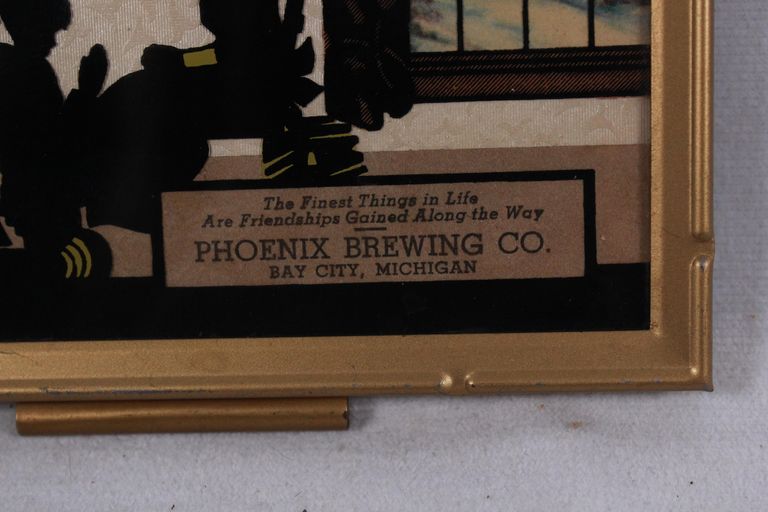 The Finest Things in Life
Are Friendships Gained Along the Way
PHOENIX BREWING CO.
BAY CITY, MICHIGAN